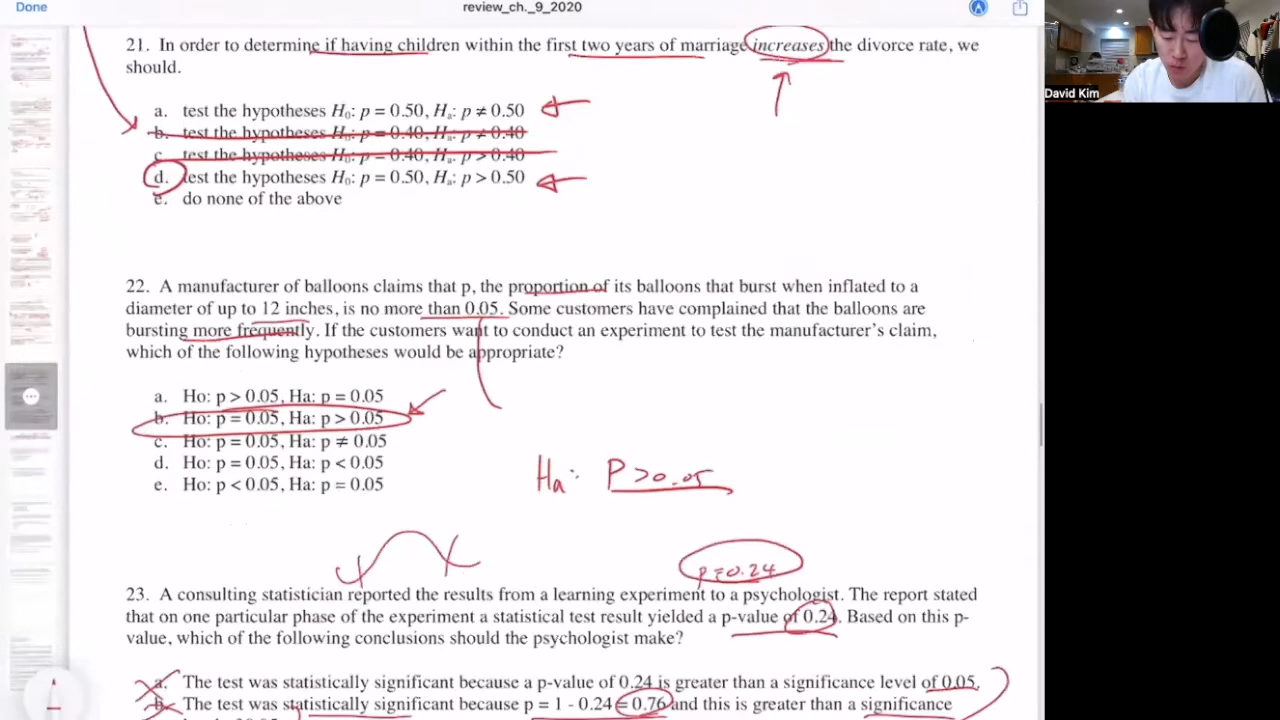 Done
review_ch._9_2020
21. In order to determine if having children within the first two years of marriage increases the divorce rate, we
should.
a. test the hypotheses H₀: p = 0.50, Hₐ: p ≠ 0.50
b. test the hypotheses H₀: p = 0.40, Hₐ: p ≠ 0.40
c. test the hypotheses H₀: p = 0.40, Hₐ: p > 0.40
d. test the hypotheses H₀: p = 0.50, Hₐ: p > 0.50
e. do none of the above
22. A manufacturer of balloons claims that p, the proportion of its balloons that burst when inflated to a
diameter of up to 12 inches, is no more than 0.05. Some customers have complained that the balloons are
bursting more frequently. If the customers want to conduct an experiment to test the manufacturer's claim,
which of the following hypotheses would be appropriate?
a. Ho: p > 0.05, Ha: p = 0.05
b. Ho: p = 0.05, Ha: p > 0.05
c. Ho: p = 0.05, Ha: p ≠ 0.05
d. Ho: p = 0.05, Ha: p < 0.05
e. Ho: p < 0.05, Ha: p = 0.05
Ha: P > 0.05
p = 0.24
23. A consulting statistician reported the results from a learning experiment to a psychologist. The report stated
that on one particular phase of the experiment a statistical test result yielded a p-value of 0.24. Based on this p-
value, which of the following conclusions should the psychologist make?
a. The test was statistically significant because a p-value of 0.24 is greater than a significance level of 0.05.
b. The test was statistically significant because p = 1 - 0.24 = 0.76 and this is greater than a significance
David Kim